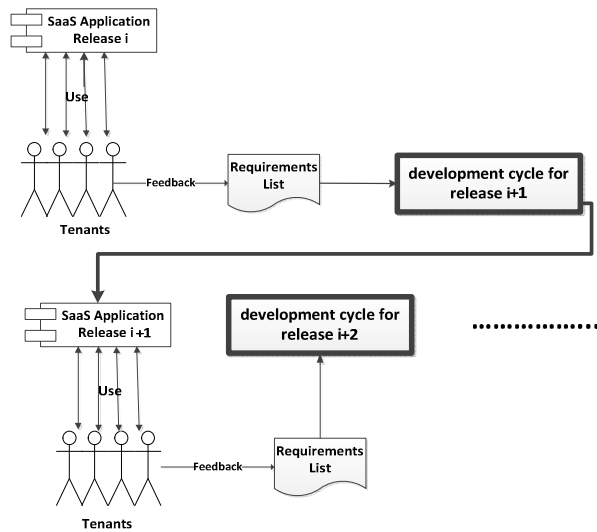 SaaS Application
Release i
Use
Requirements
List
Feedback
development cycle for
release i+1
Tenants
SaaS Application
Release i +1
development cycle for
release i+2
Use
Requirements
List
Feedback
Tenants